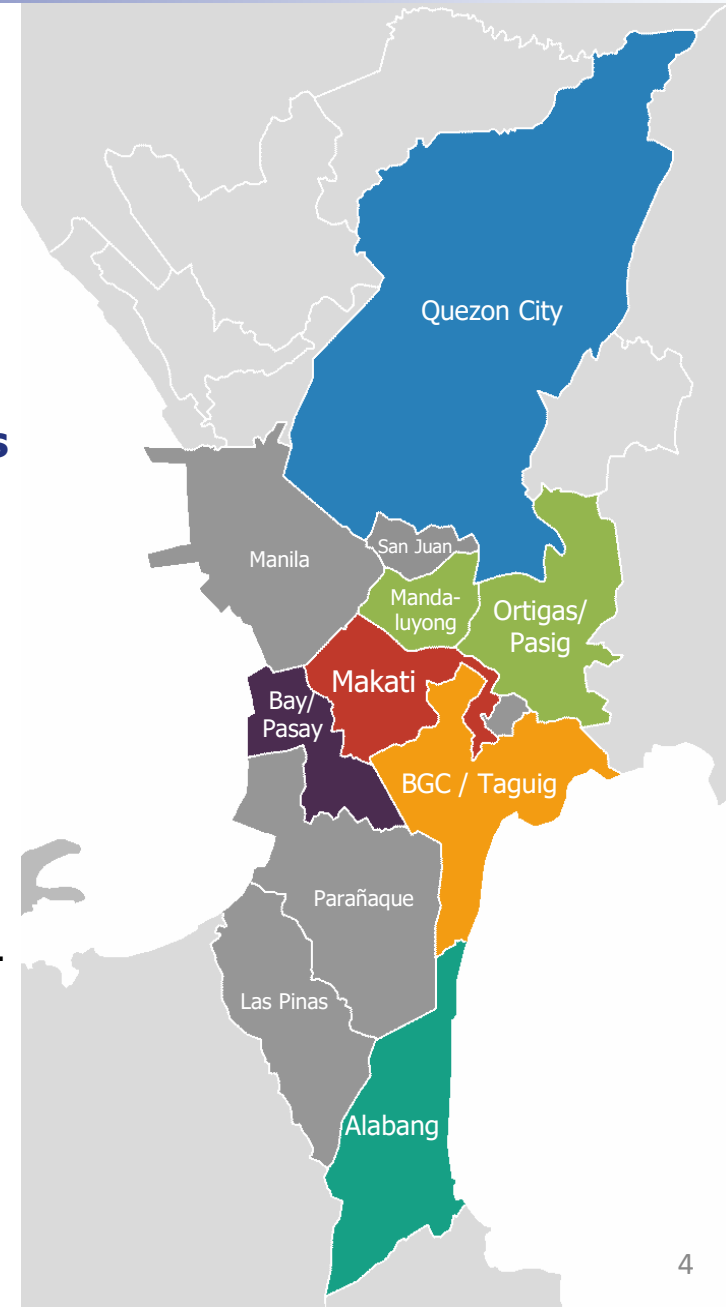 Quezon City
s
San Juan
Manila
Manda-
luyong
Ortigas/
Pasig
Makati
Bay/
Pasay
BGC / Taguig
Parañaque
Las Pinas
Alabang
4